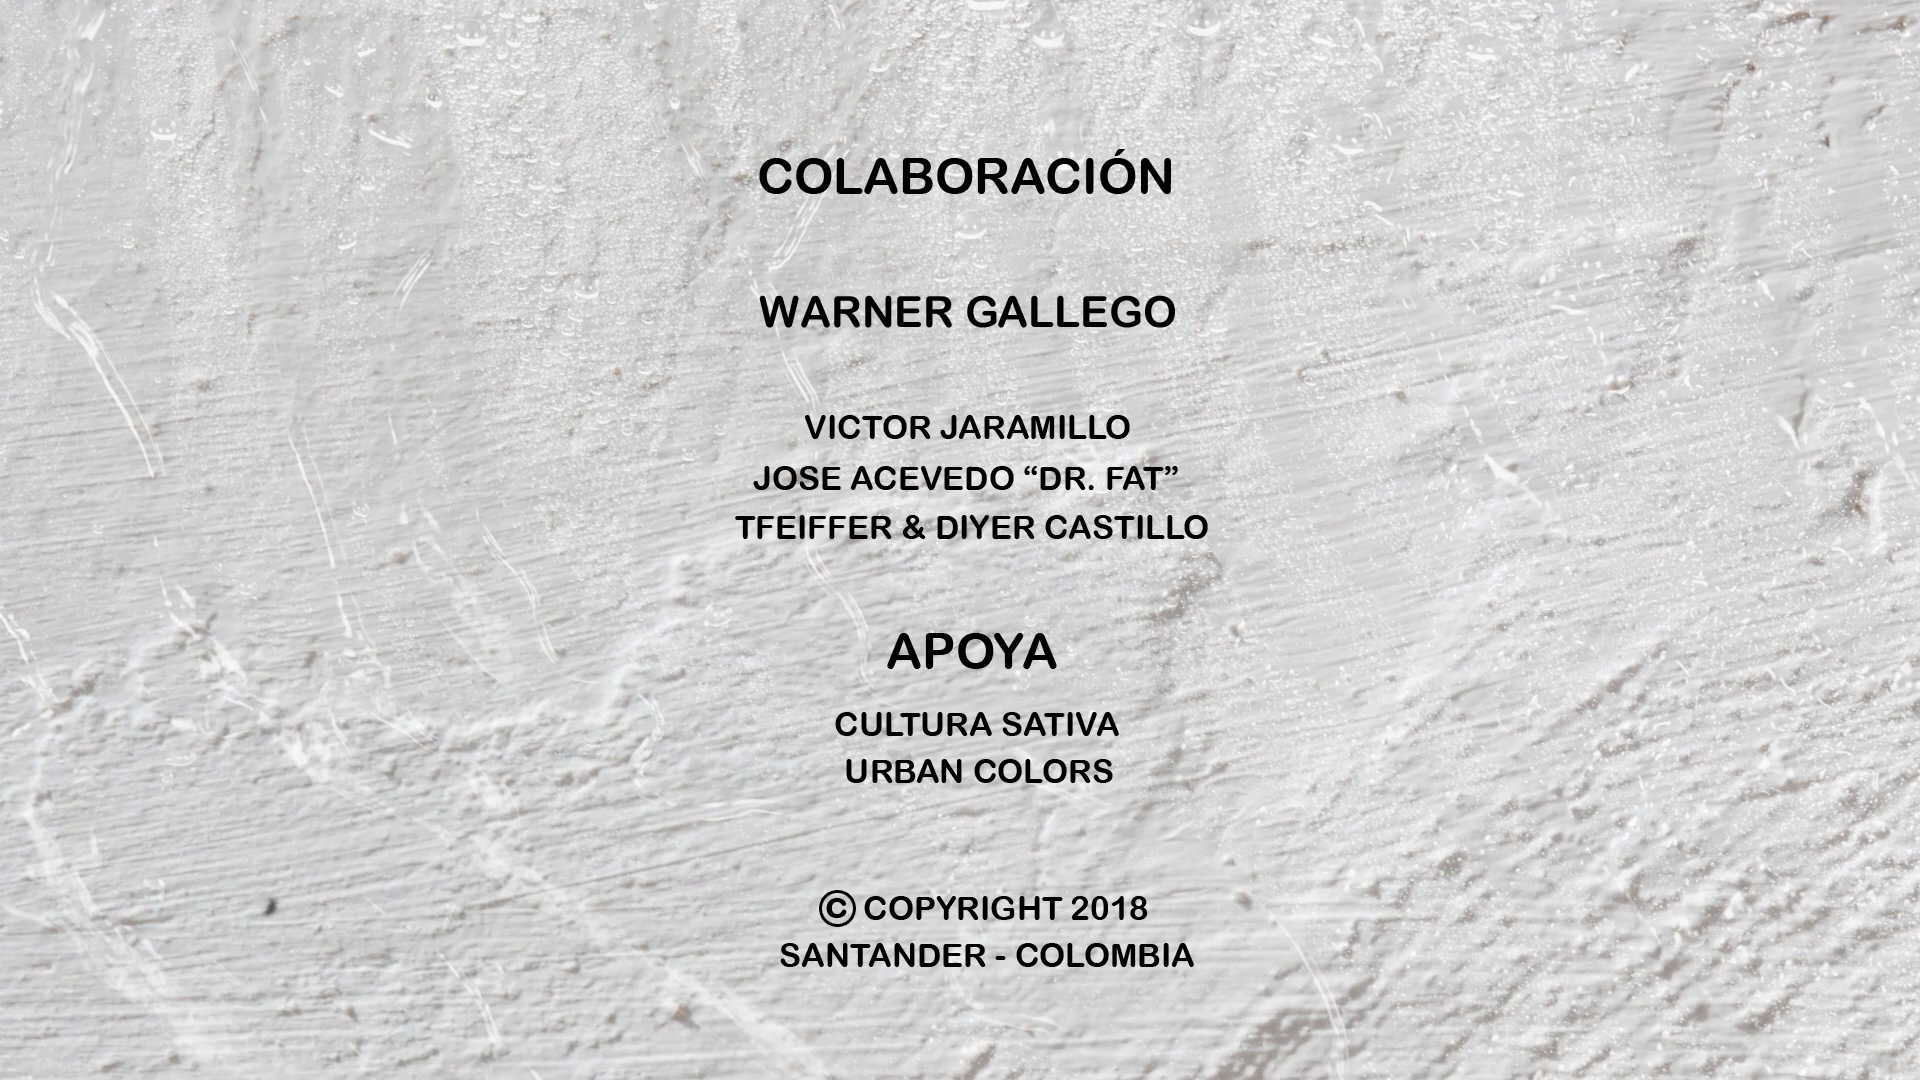 COLABORACIÓN
WARNER GALLEGO
VICTOR JARAMILLO
JOSE ACEVEDO “DR. FAT”
TFEIFFER & DIYER CASTILLO
APOYA
CULTURA SATIVA
URBAN COLORS
© COPYRIGHT 2018
SANTANDER - COLOMBIA